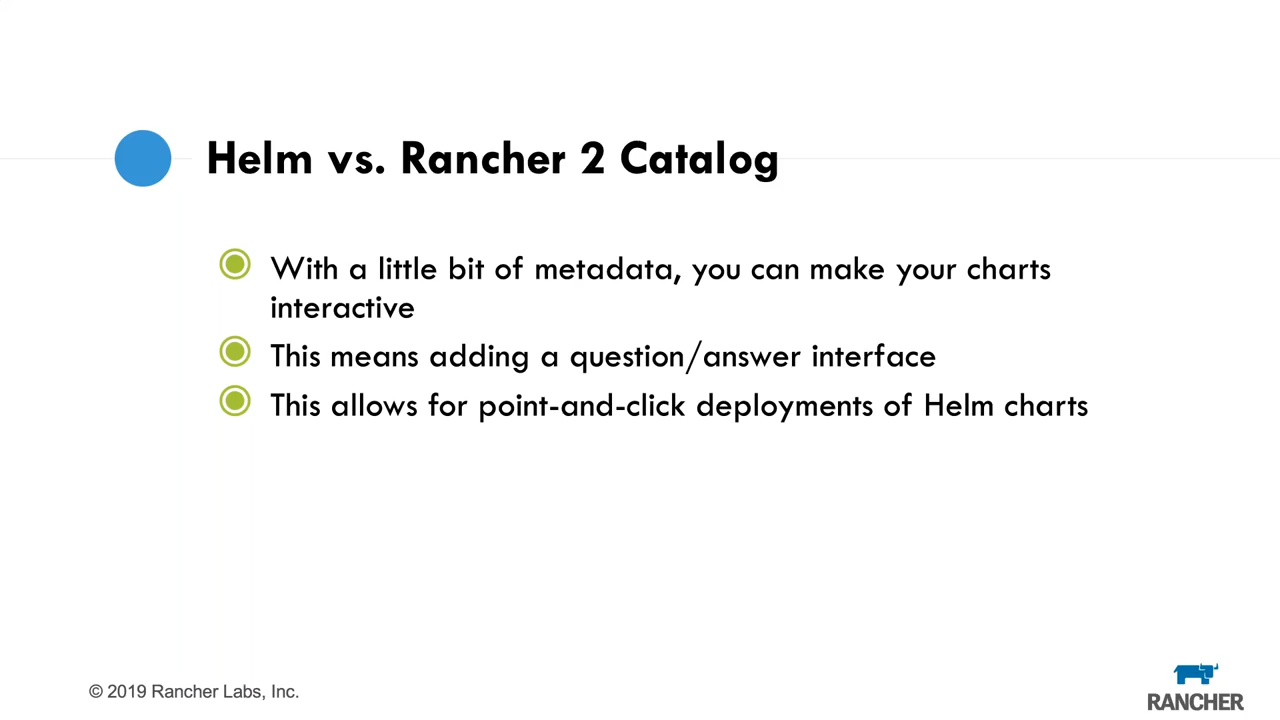 Helm vs. Rancher 2 Catalog
With a little bit of metadata, you can make your charts
interactive
This means adding a question/answer interface
This allows for point-and-click deployments of Helm charts
© 2019 Rancher Labs, Inc.
RANCHER